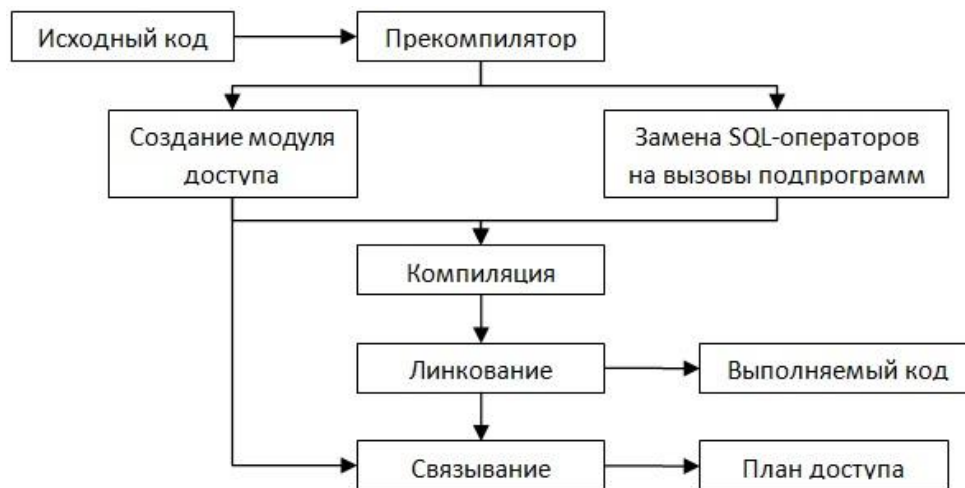 Исходный код
Прекомпилятор
Создание модуля
доступа
Замена SQL-операторов
на вызовы подпрограмм
Компиляция
Линкование
Выполняемый код
Связывание
План доступа